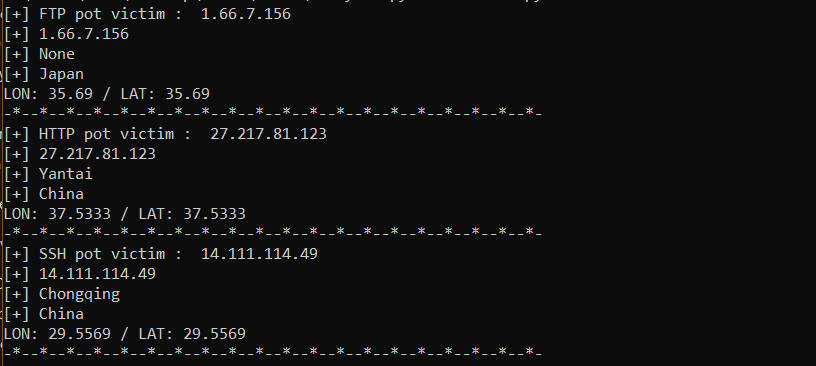 [+] FTP pot victim :  1.66.7.156
[+] 1.66.7.156
[+] None
[+] Japan
LON: 35.69 / LAT: 35.69
-*--*--*--*--*--*--*--*--*--*--*--*--*--*--*--*--*--*--*--*-
[+] HTTP pot victim :  27.217.81.123
[+] 27.217.81.123
[+] Yantai
[+] China
LON: 37.5333 / LAT: 37.5333
-*--*--*--*--*--*--*--*--*--*--*--*--*--*--*--*--*--*--*--*-
[+] SSH pot victim :  14.111.114.49
[+] 14.111.114.49
[+] Chongqing
[+] China
LON: 29.5569 / LAT: 29.5569
-*--*--*--*--*--*--*--*--*--*--*--*--*--*--*--*--*--*--*--*-